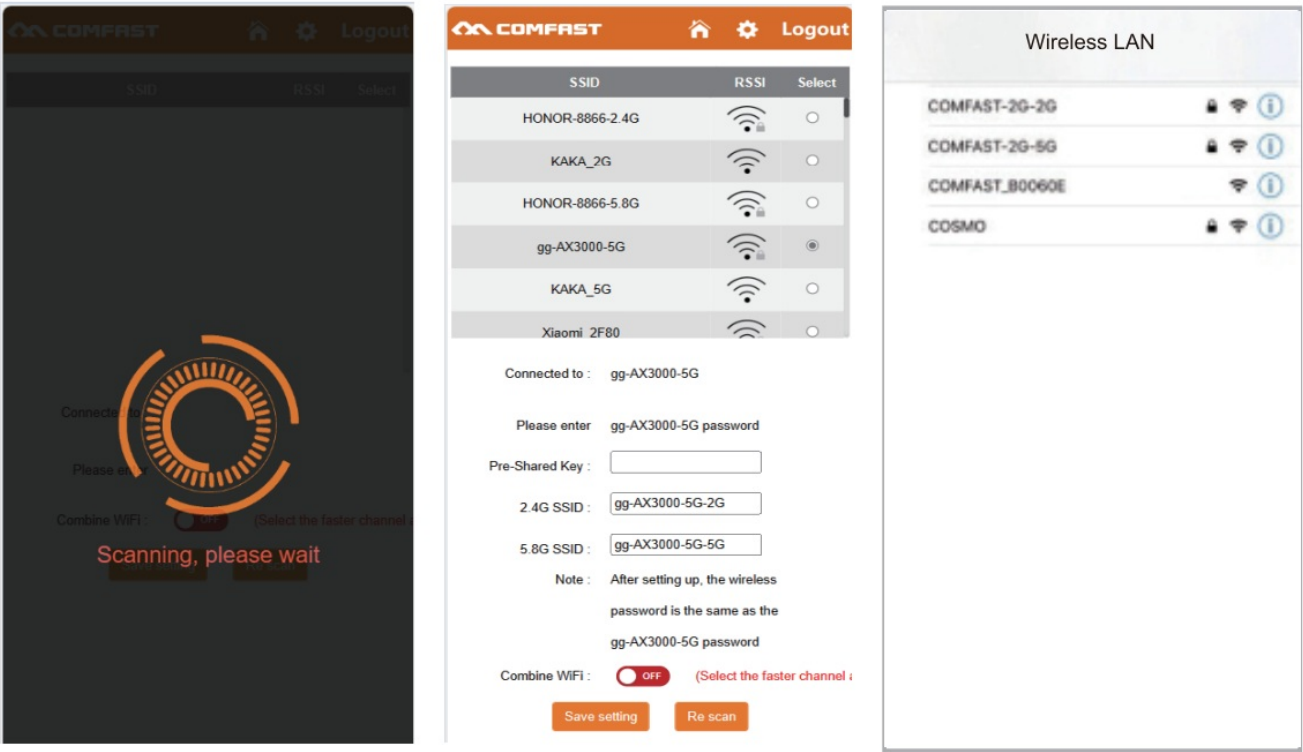 COMFAST
Logout
SSID RSSI Select
Connected to
Please enter
Combine WiFi : OFF (Select the faster channel
Scanning, please wait
COMFAST Logout
SSID RSSI Select
HONOR-8866-2.4G
KAKA_2G
HONOR-8866-5.8G
gg-AX3000-5G
KAKA_5G
Xiaomi_2F80
Connected to : gg-AX3000-5G
Please enter gg-AX3000-5G password
Pre-Shared Key :
2.4G SSID : gg-AX3000-5G-2G
5.8G SSID : gg-AX3000-5G-5G
Note : After setting up, the wireless
password is the same as the
gg-AX3000-5G password
Combine WiFi : OFF (Select the faster channel
Save setting Re scan
Wireless LAN
COMFAST-2G-2G
COMFAST-2G-5G
COMFAST_B0060E
COSMO